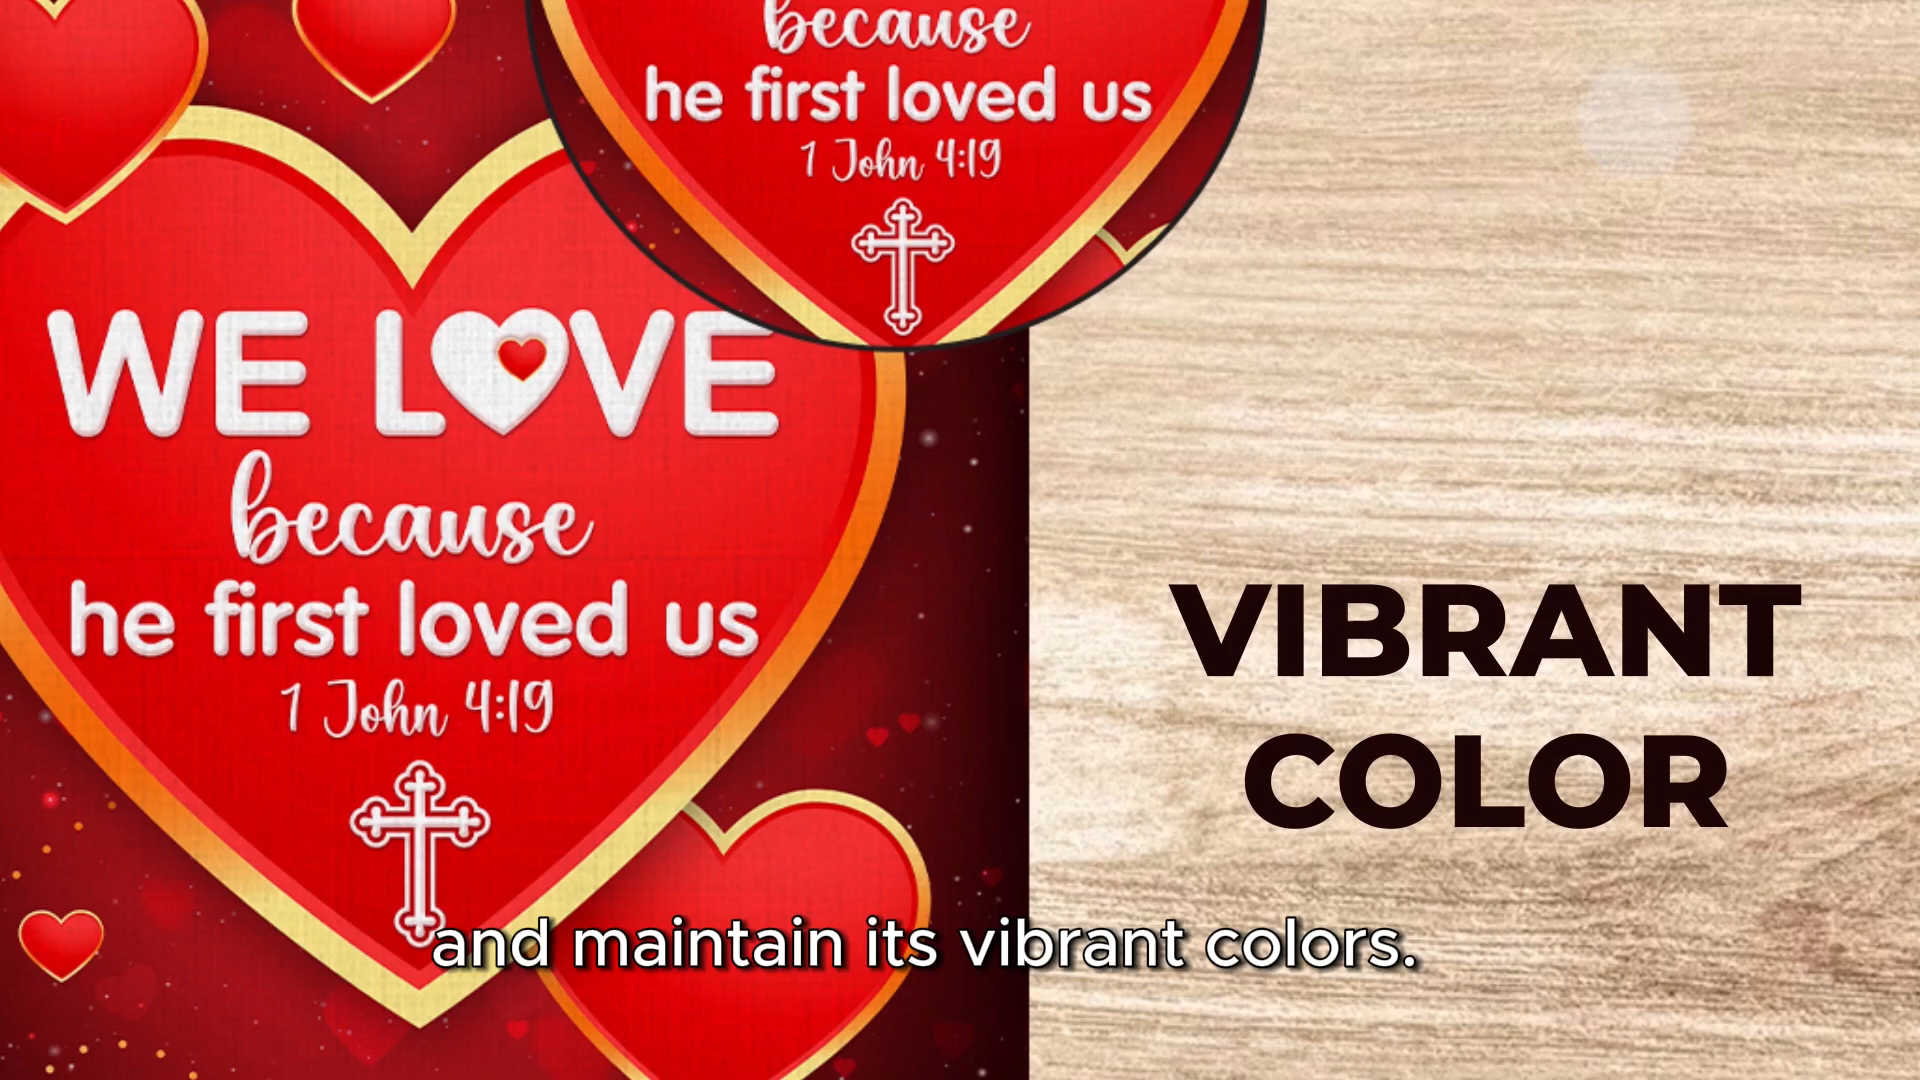 because
he first loved us
1 John 4:19
WE LOVE
because
he first loved us
1 John 4:19
VIBRANT
COLOR
and maintain its vibrant colors.